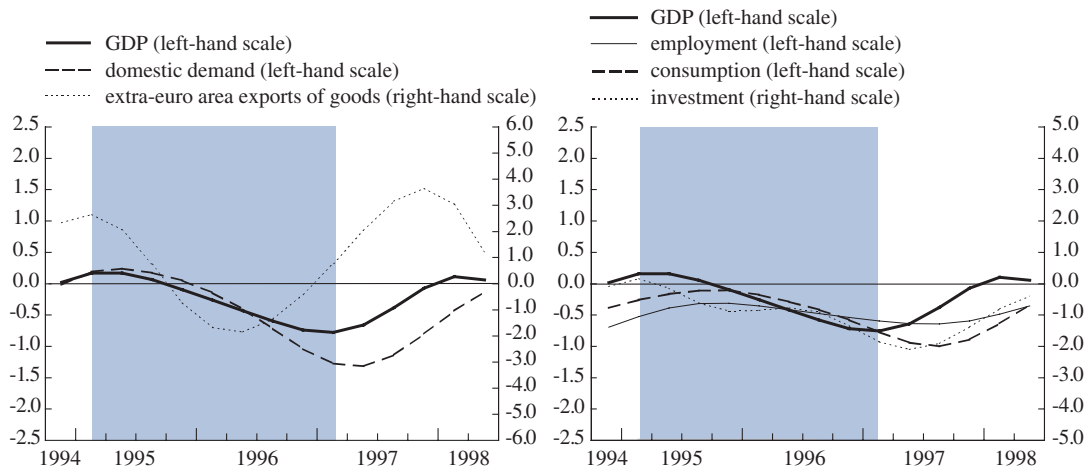 GDP (left-hand scale)
domestic demand (left-hand scale)
extra-euro area exports of goods (right-hand scale)
2.5 6.0
2.0 5.0
1.5 4.0
1.0 3.0
0.5 2.0
0.0 1.0
-0.5 0.0
-1.0 -1.0
-1.5 -2.0
-2.0 -3.0
-2.5 -4.0
-5.0
-6.0
1994 1995 1996 1997 1998
GDP (left-hand scale)
employment (left-hand scale)
consumption (left-hand scale)
investment (right-hand scale)
2.5 5.0
2.0 4.0
1.5 3.0
1.0 2.0
0.5 1.0
0.0 0.0
-0.5 -1.0
-1.0 -2.0
-1.5 -3.0
-2.0 -4.0
-2.5 -5.0
1994 1995 1996 1997 1998